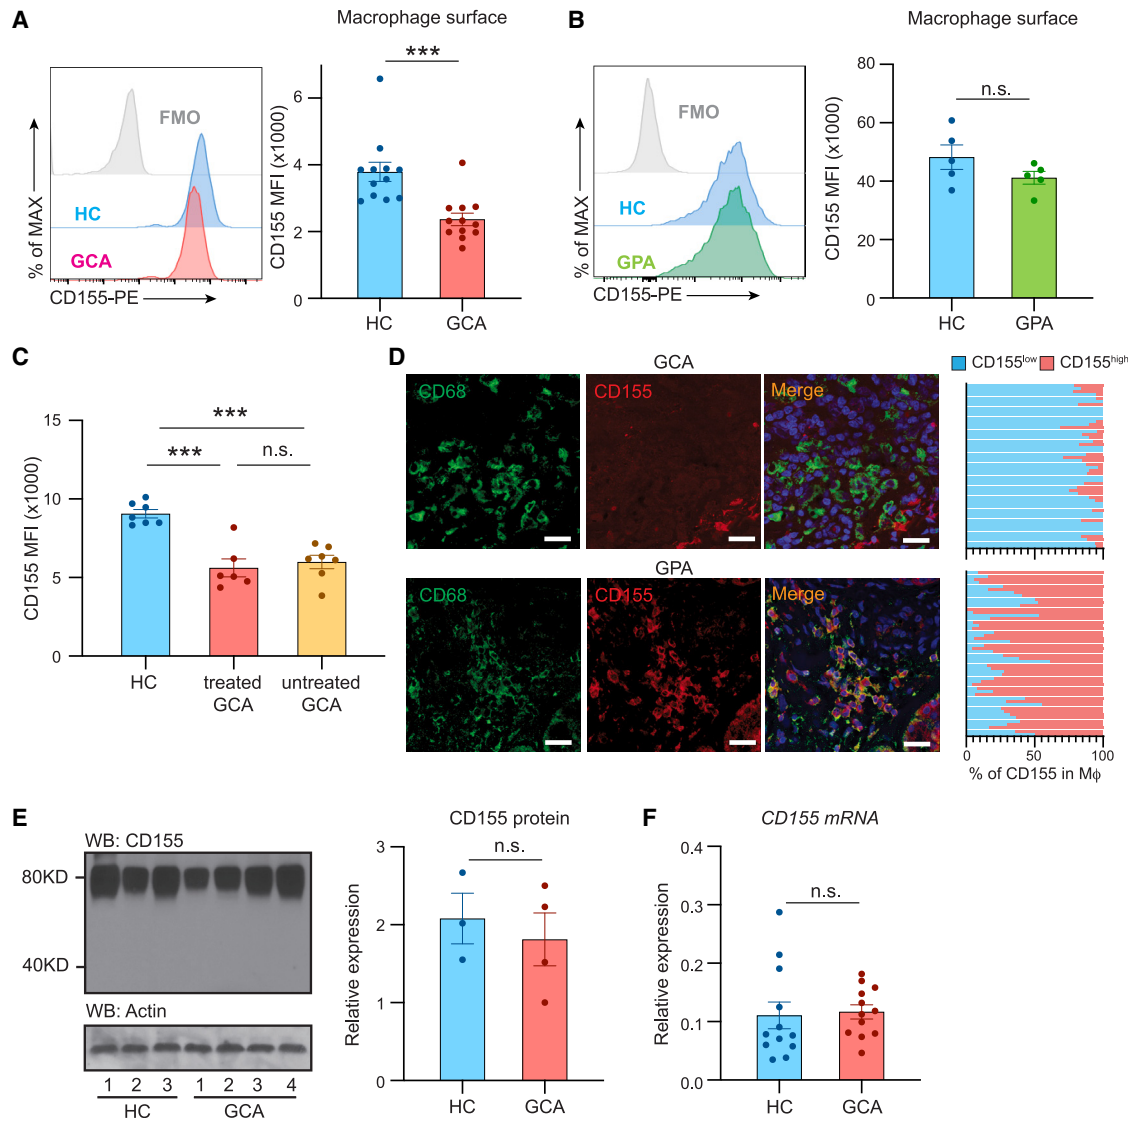 A
Macrophage surface
***
FMO
HC
GCA
% of MAX
CD155-PE
CD155 MFI (x1000)
6
4
2
0
HC
GCA
B
Macrophage surface
n.s.
FMO
HC
GPA
% of MAX
CD155-PE
CD155 MFI (x1000)
80
60
40
20
0
HC
GPA
C
***
***
n.s.
CD155 MFI (x1000)
15
10
5
0
HC
treated
GCA
untreated
GCA
D
GCA
CD68
CD155
Merge
GPA
CD68
CD155
Merge
CD155low
CD155high
0
50
100
% of CD155 in Mϕ
E
WB: CD155
80KD
40KD
WB: Actin
1 2 3 1 2 3 4
HC GCA
CD155 protein
n.s.
Relative expression
3
2
1
0
HC
GCA
F
CD155 mRNA
n.s.
Relative expression
0.4
0.3
0.2
0.1
0.0
HC
GCA